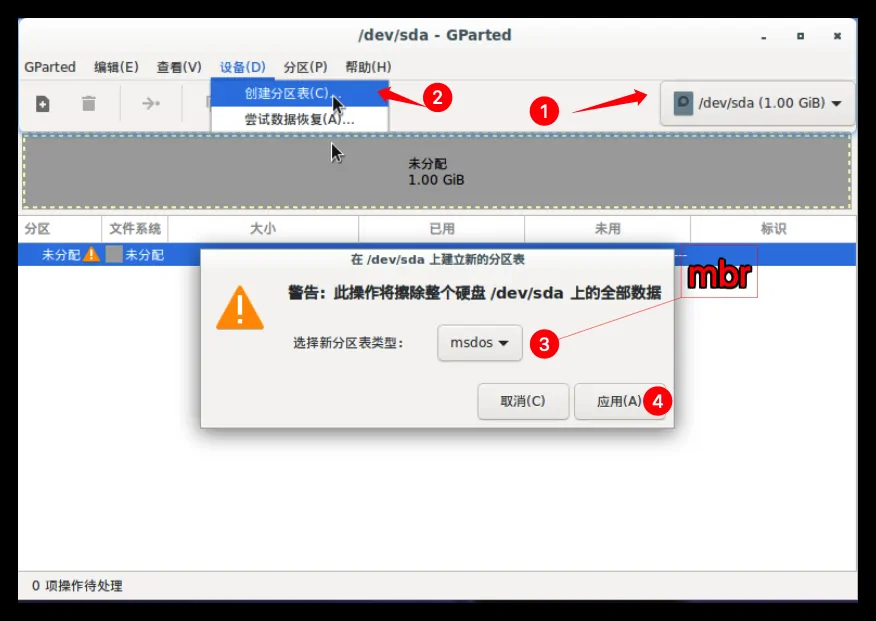 /dev/sda - GParted
GParted 编辑(E) 查看(V) 设备(D) 分区(P) 帮助(H)
创建分区表(C)...
2
1
/dev/sda (1.00 GiB)
尝试数据恢复(A)...
未分配
1.00 GiB
分区 文件系统 大小 已用 未用 标识
未分配 未分配
---
在 /dev/sda 上建立新的分区表
mbr
警告：此操作将擦除整个硬盘 /dev/sda 上的全部数据
选择新分区表类型：
msdos
3
取消(C)
应用(A)
4
0 项操作待处理